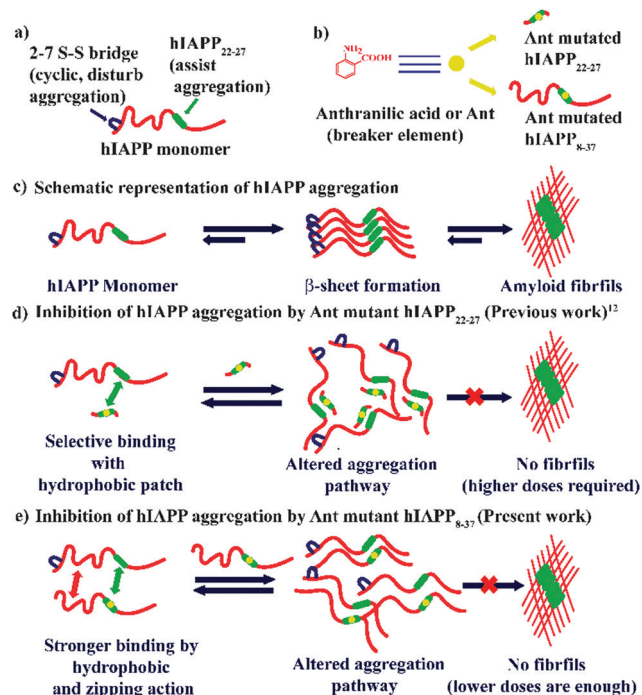 a)
2-7 S-S bridge
(cyclic, disturb
aggregation)
hIAPP22-27
(assist
aggregation)
hIAPP monomer
b)
NH2
COOH
Anthranilic acid or Ant
(breaker element)
Ant mutated
hIAPP22-27
Ant mutated
hIAPP8-37
c) Schematic representation of hIAPP aggregation
hIAPP Monomer
β-sheet formation
Amyloid fibrfils
d) Inhibition of hIAPP aggregation by Ant mutant hIAPP22-27 (Previous work)12
Selective binding
with
hydrophobic patch
Altered aggregation
pathway
No fibrfils
(higher doses required)
e) Inhibition of hIAPP aggregation by Ant mutant hIAPP8-37 (Present work)
Stronger binding by
hydrophobic
and zipping action
Altered aggregation
pathway
No fibrfils
(lower doses are enough)